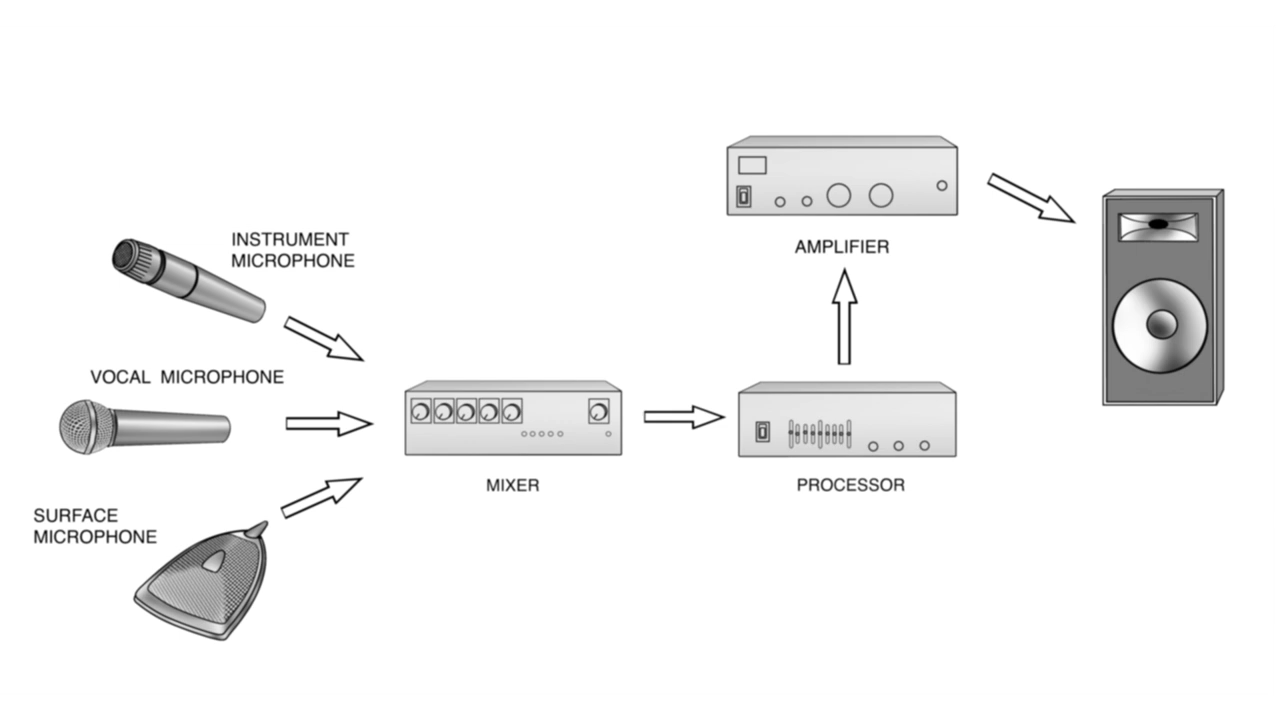 INSTRUMENT
MICROPHONE
VOCAL MICROPHONE
SURFACE
MICROPHONE
MIXER
PROCESSOR
AMPLIFIER